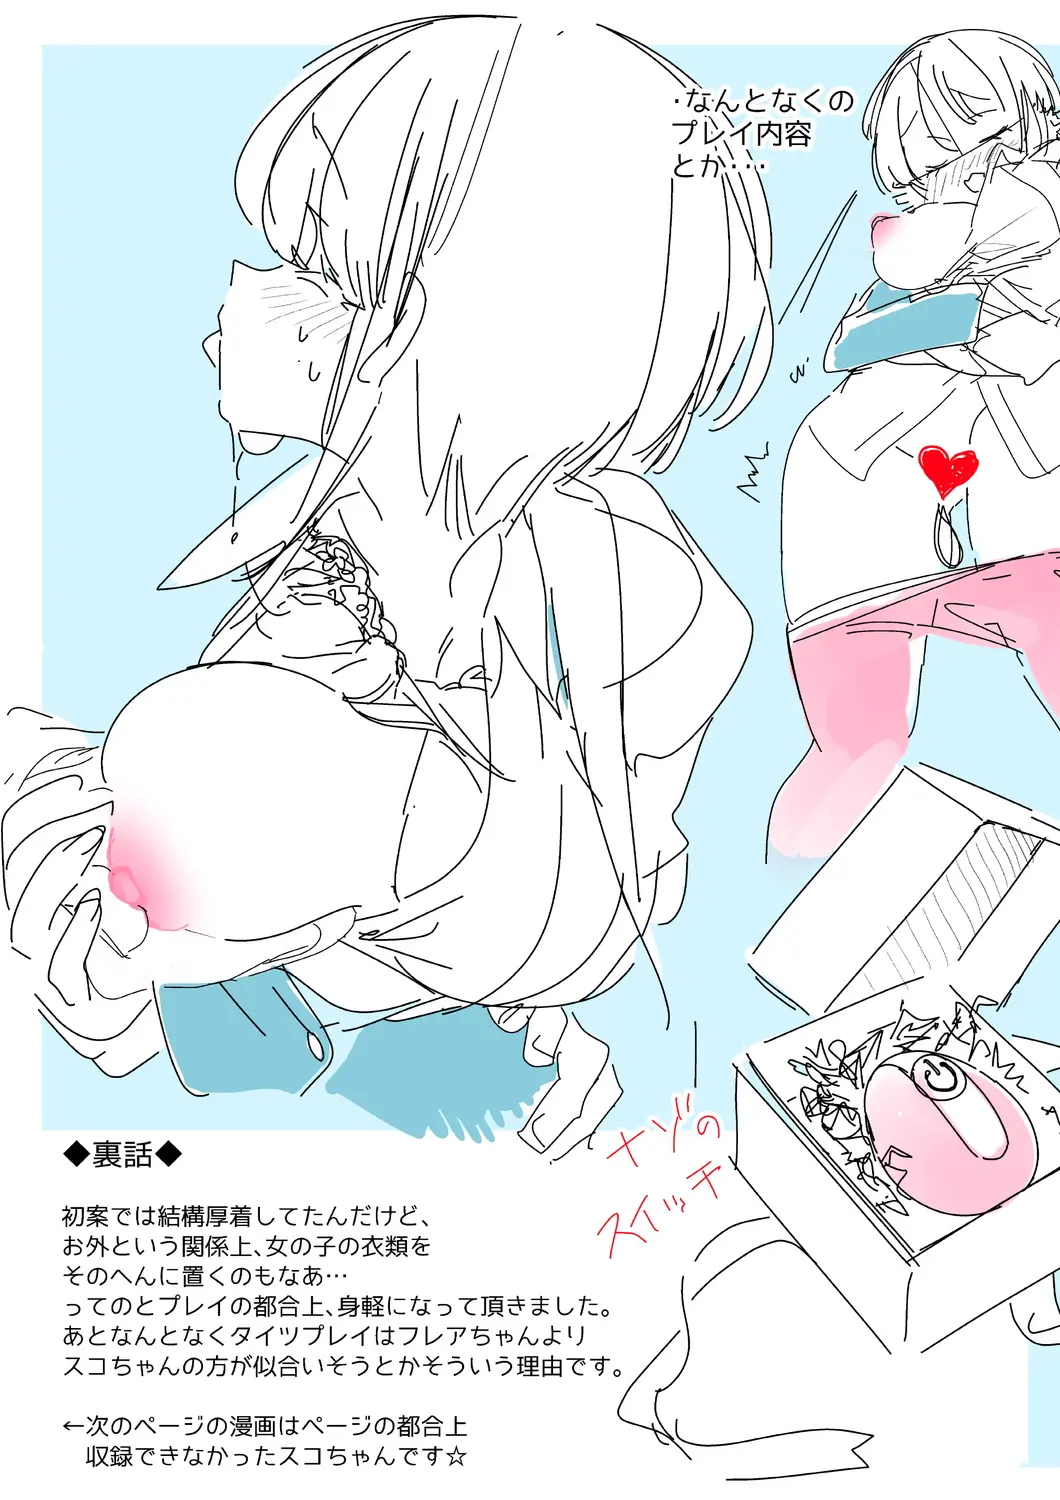 ・なんとなくの
プレイ内容
とか・・・・
ナゾの
スイッチ
◆裏話◆
初案では結構厚着してたんだけど、
お外という関係上、女の子の衣類を
そのへんに置くのもなあ…
ってのとプレイの都合上、身軽になって頂きました。
あとなんとなくタイツプレイはフレアちゃんより
スコちゃんの方が似合いそうとかそういう理由です。
←次のページの漫画はページの都合上
収録できなかったスコちゃんです☆